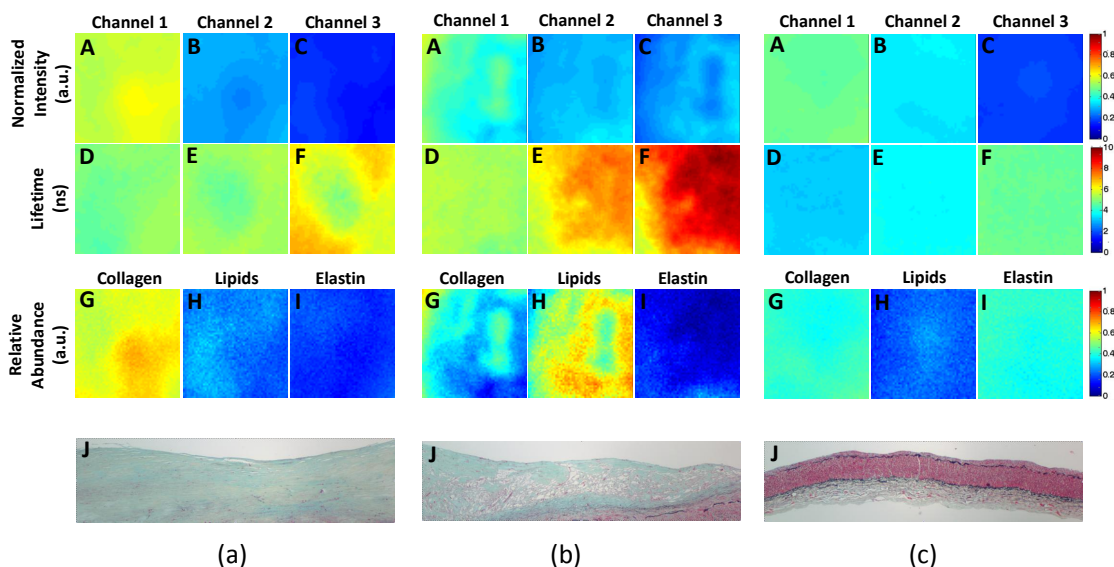 Channel 1 Channel 2 Channel 3 Channel 1 Channel 2 Channel 3 Channel 1 Channel 2 Channel 3
Normalized
Intensity
(a.u.)
A B C A B C A B C
1
0.8
0.6
0.4
0.2
0
Lifetime
(ns)
D E F D E F D E F
10
8
6
4
2
0
Collagen Lipids Elastin Collagen Lipids Elastin Collagen Lipids Elastin
Relative
Abundance
(a.u.)
G H I G H I G H I
1
0.8
0.6
0.4
0.2
0
J J J
(a) (b) (c)